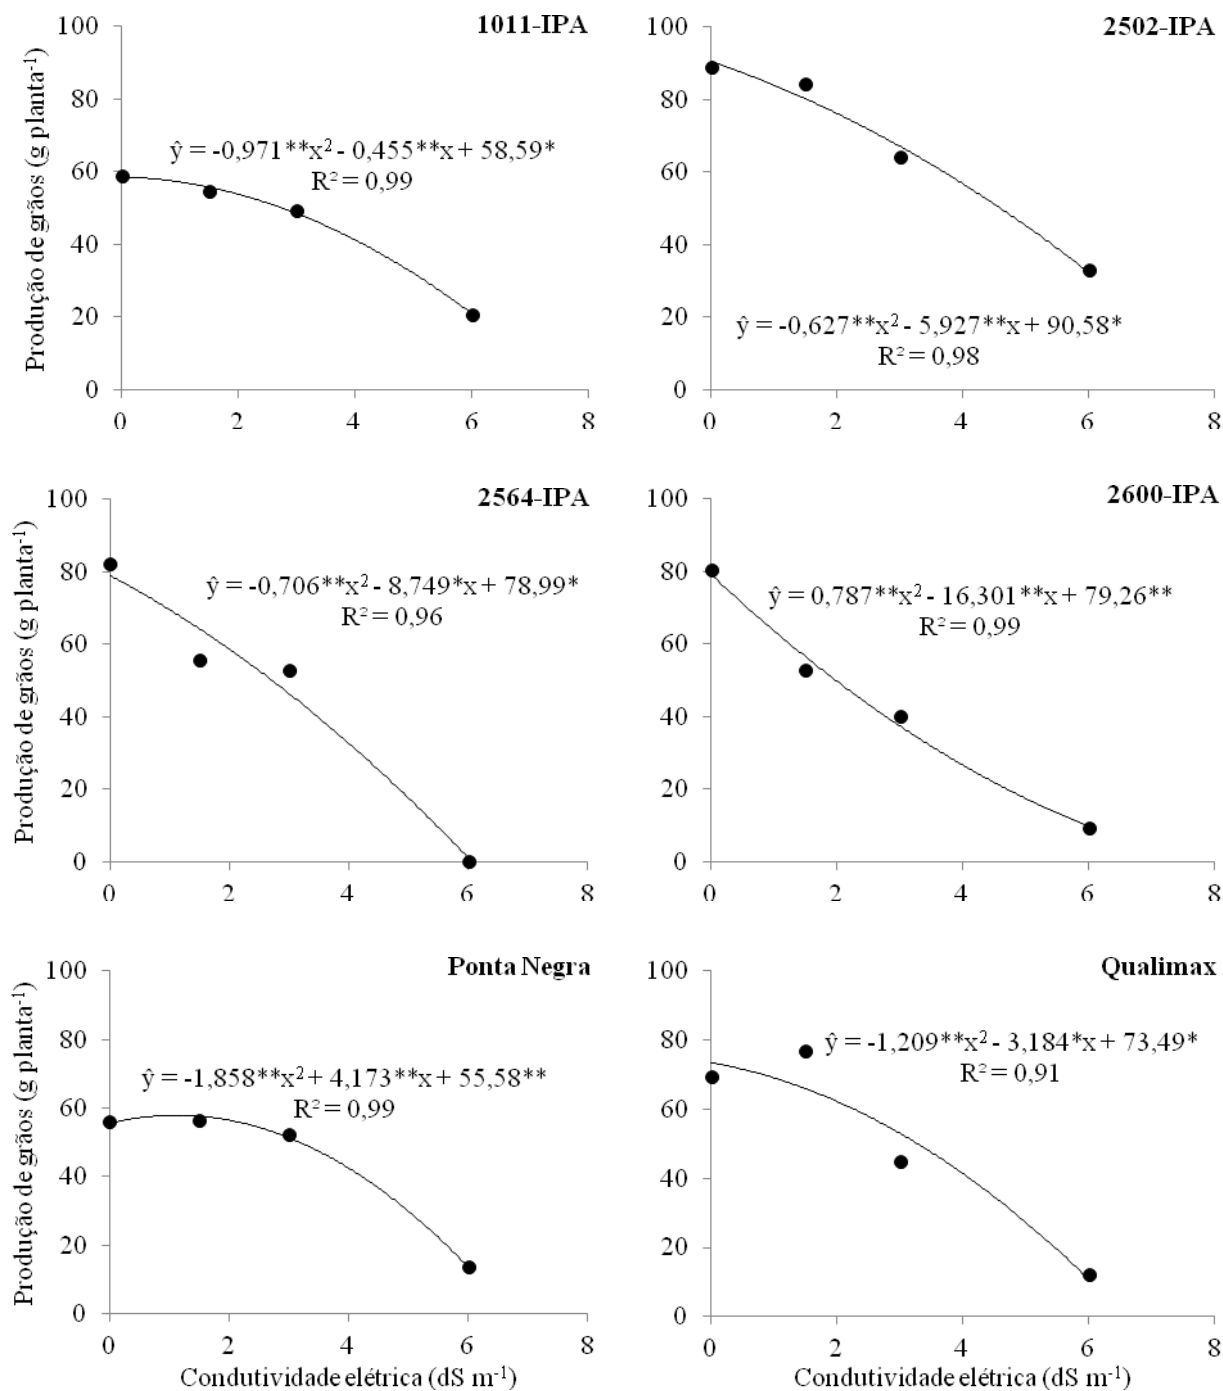 1011-IPA
Produção de grãos (g planta⁻¹)
100
80
60
40
20
0
ŷ = -0,971**x² - 0,455**x + 58,59*
R² = 0,99
0 2 4 6 8
2502-IPA
100
80
60
40
20
0
ŷ = -0,627**x² - 5,927**x + 90,58*
R² = 0,98
0 2 4 6 8
2564-IPA
Produção de grãos (g planta⁻¹)
100
80
60
40
20
0
ŷ = -0,706**x² - 8,749*x + 78,99*
R² = 0,96
0 2 4 6 8
2600-IPA
100
80
60
40
20
0
ŷ = 0,787**x² - 16,301**x + 79,26**
R² = 0,99
0 2 4 6 8
Ponta Negra
Produção de grãos (g planta⁻¹)
100
80
60
40
20
0
ŷ = -1,858**x² + 4,173**x + 55,58**
R² = 0,99
0 2 4 6 8
Condutividade elétrica (dS m⁻¹)
Qualimax
100
80
60
40
20
0
ŷ = -1,209**x² - 3,184*x + 73,49*
R² = 0,91
0 2 4 6 8
Condutividade elétrica (dS m⁻¹)